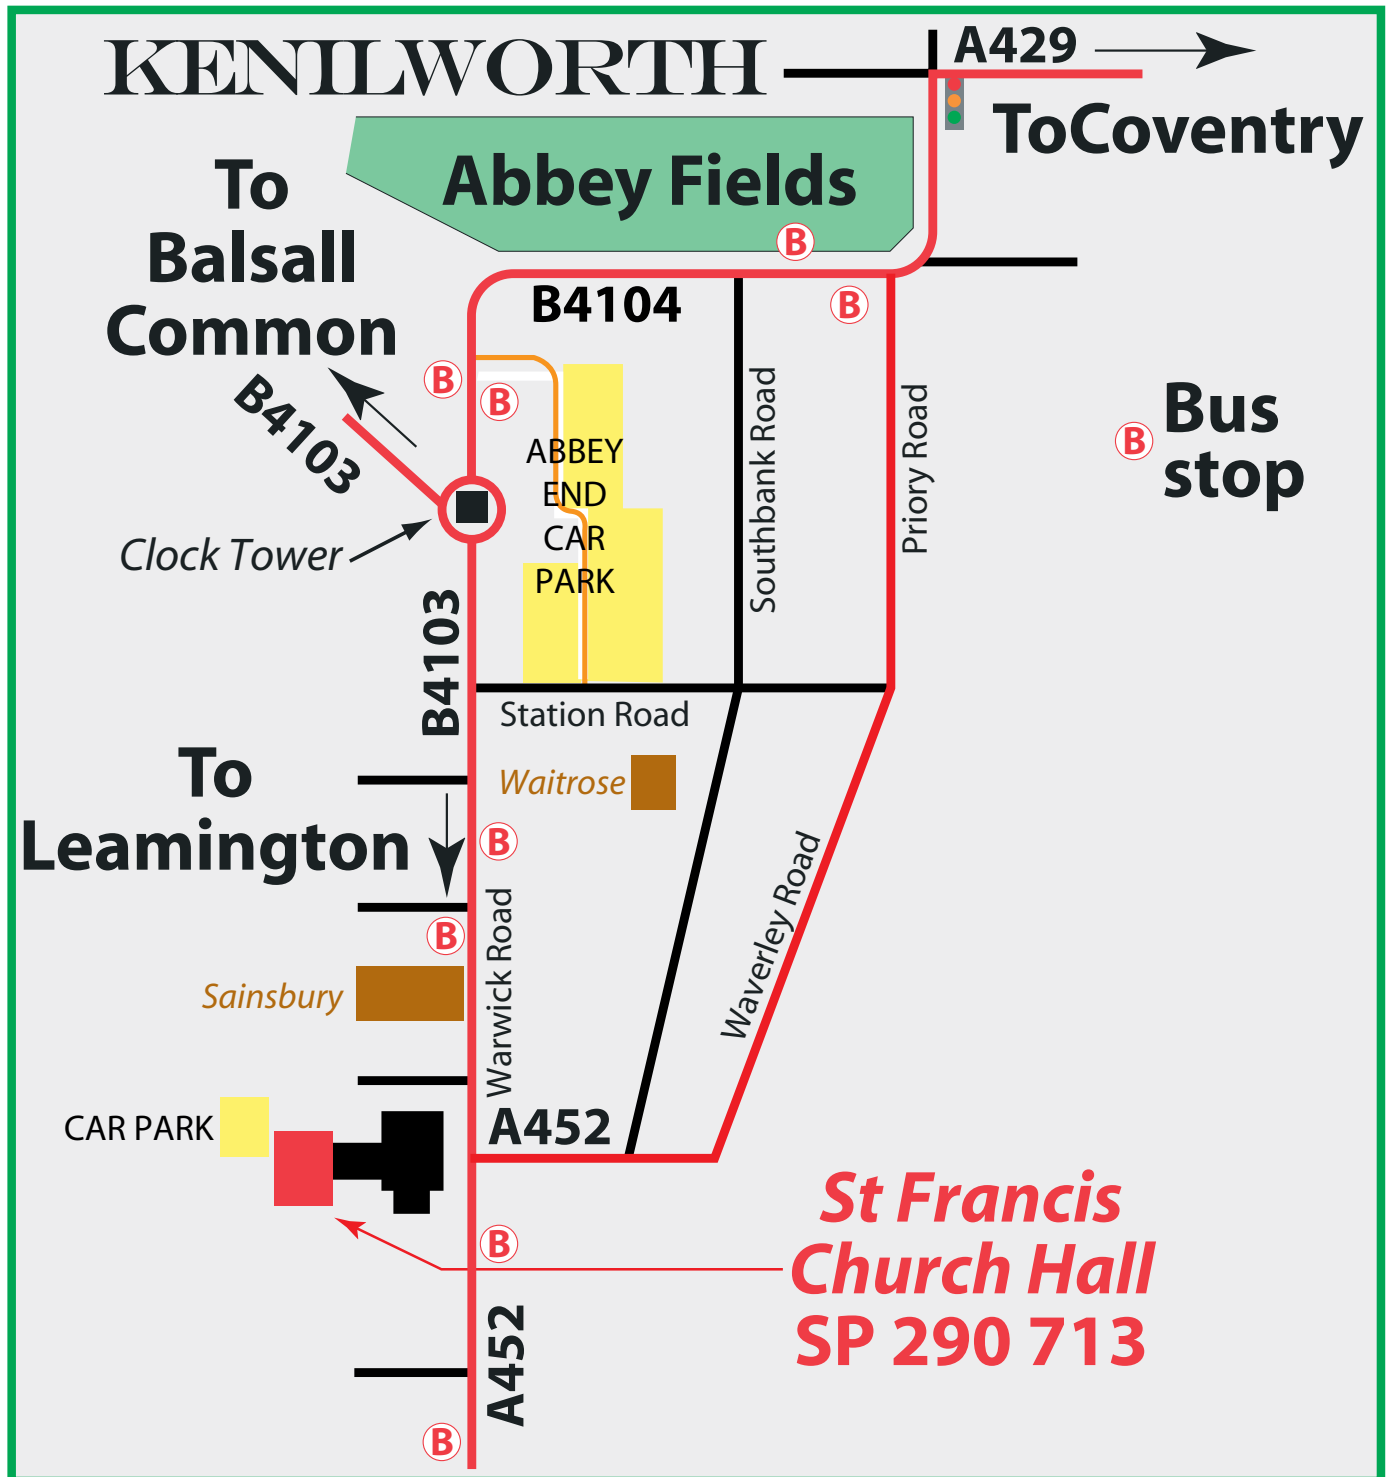 KENILWORTH
A429
ToCoventry
Abbey Fields
To
Balsall
Common
B
B4104
B
B
B
B4103
Bus
stop
B
ABBEY
END
CAR
PARK
Southbank Road
Priory Road
Clock Tower
B4103
Station Road
To
Leamington
Waitrose
B
Warwick Road
Waverley Road
B
Sainsbury
CAR PARK
A452
St Francis
Church Hall
SP 290 713
B
A452
B